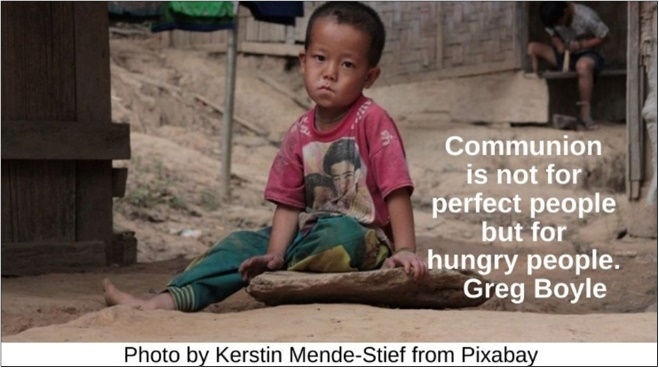 Communion
is not for
perfect people
but for
hungry people.
Greg Boyle
Photo by Kerstin Mende-Stief from Pixabay